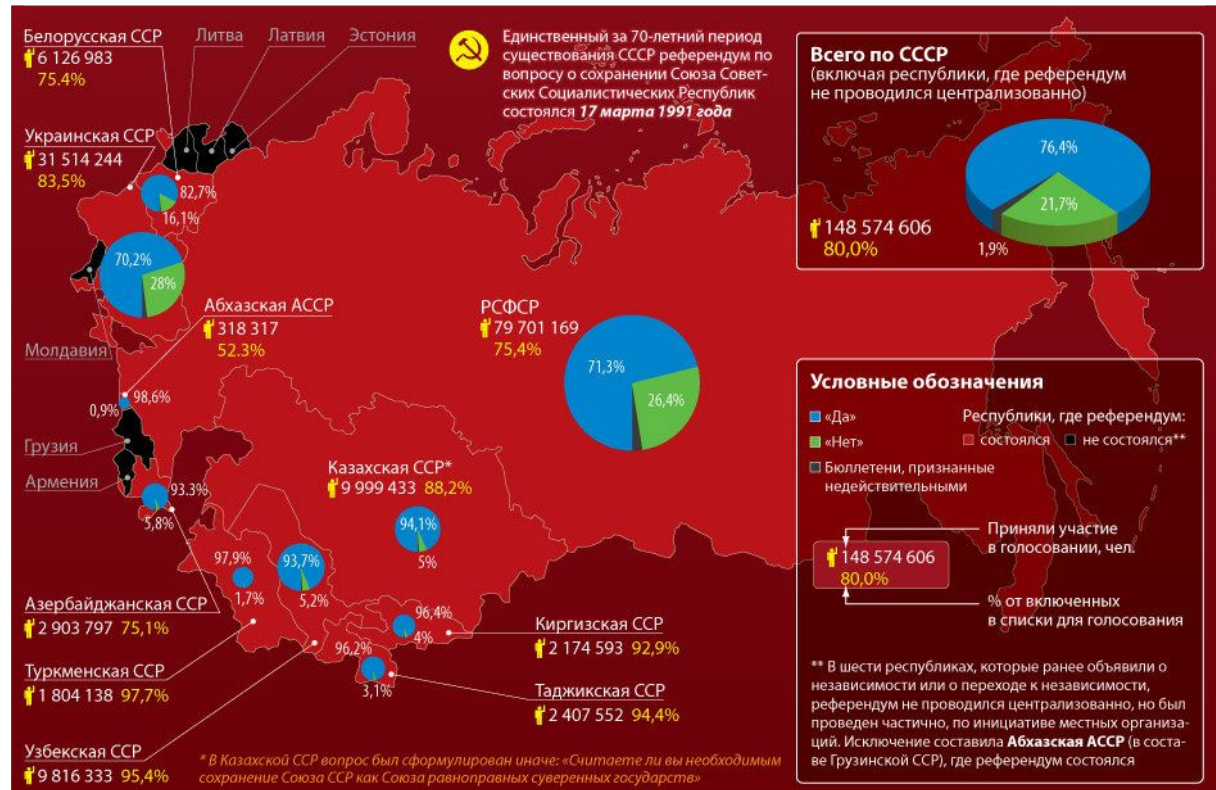 Белорусская ССР
6 126 983
75.4%
Литва
Латвия
Эстония
Единственный за 70-летний период
существования СССР референдум по
вопросу о сохранении Союза Совет-
ских Социалистических Республик
состоялся 17 марта 1991 года
Всего по СССР
(включая республики, где референдум
не проводился централизованно)
76,4%
21,7%
1,9%
148 574 606
80,0%
Украинская ССР
31 514 244
83,5%
82,7%
16,1%
70,2%
28%
Молдавия
Абхазская АССР
318 317
52.3%
98,6%
0,9%
Грузия
Армения
РСФСР
79 701 169
75,4%
71,3%
26,4%
Казахская ССР*
9 999 433 88,2%
94,1%
5%
93.3%
5,8%
97,9%
1,7%
93,7%
5,2%
96,4%
4%
96,2%
3,1%
Азербайджанская ССР
2 903 797 75,1%
Туркменская ССР
1 804 138 97,7%
Узбекская ССР
9 816 333 95,4%
Киргизская ССР
2 174 593 92,9%
Таджикская ССР
2 407 552 94,4%
* В Казахской ССР вопрос был сформулирован иначе: «Считаете ли вы необходимым
сохранение Союза ССР как Союза равноправных суверенных государств»
Условные обозначения
«Да»
«Нет»
Бюллетени, признанные
недействительными
Республики, где референдум:
состоялся
не состоялся**
148 574 606
80,0%
Приняли участие
в голосовании, чел.
% от включенных
в списки для голосования
** В шести республиках, которые ранее объявили о
независимости или о переходе к независимости,
референдум не проводился централизованно, но был
проведен частично, по инициативе местных организа-
ций. Исключение составила Абхазская АССР (в соста-
ве Грузинской ССР), где референдум состоялся